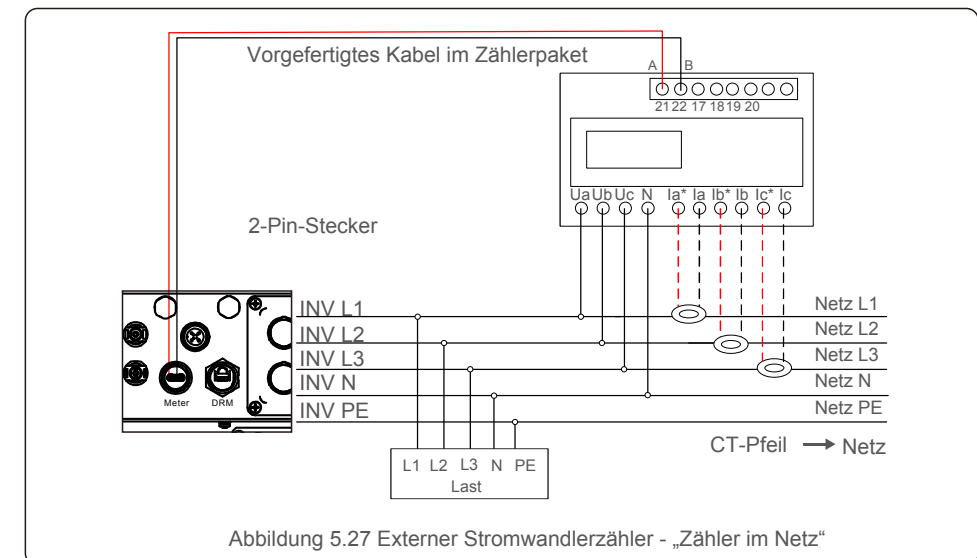 Vorgefertigtes Kabel im Zählerpaket
A B
21 22 17 18 19 20
Ua Ub Uc N Ia* Ia Ib* Ib Ic* Ic
2-Pin-Stecker
INV L1
Netz L1
INV L2
Netz L2
INV L3
Netz L3
INV N
Netz N
INV PE
Netz PE
Meter DRM
CT-Pfeil → Netz
L1 L2 L3 N PE
Last
Abbildung 5.27 Externer Stromwandlerzähler - „Zähler im Netz“